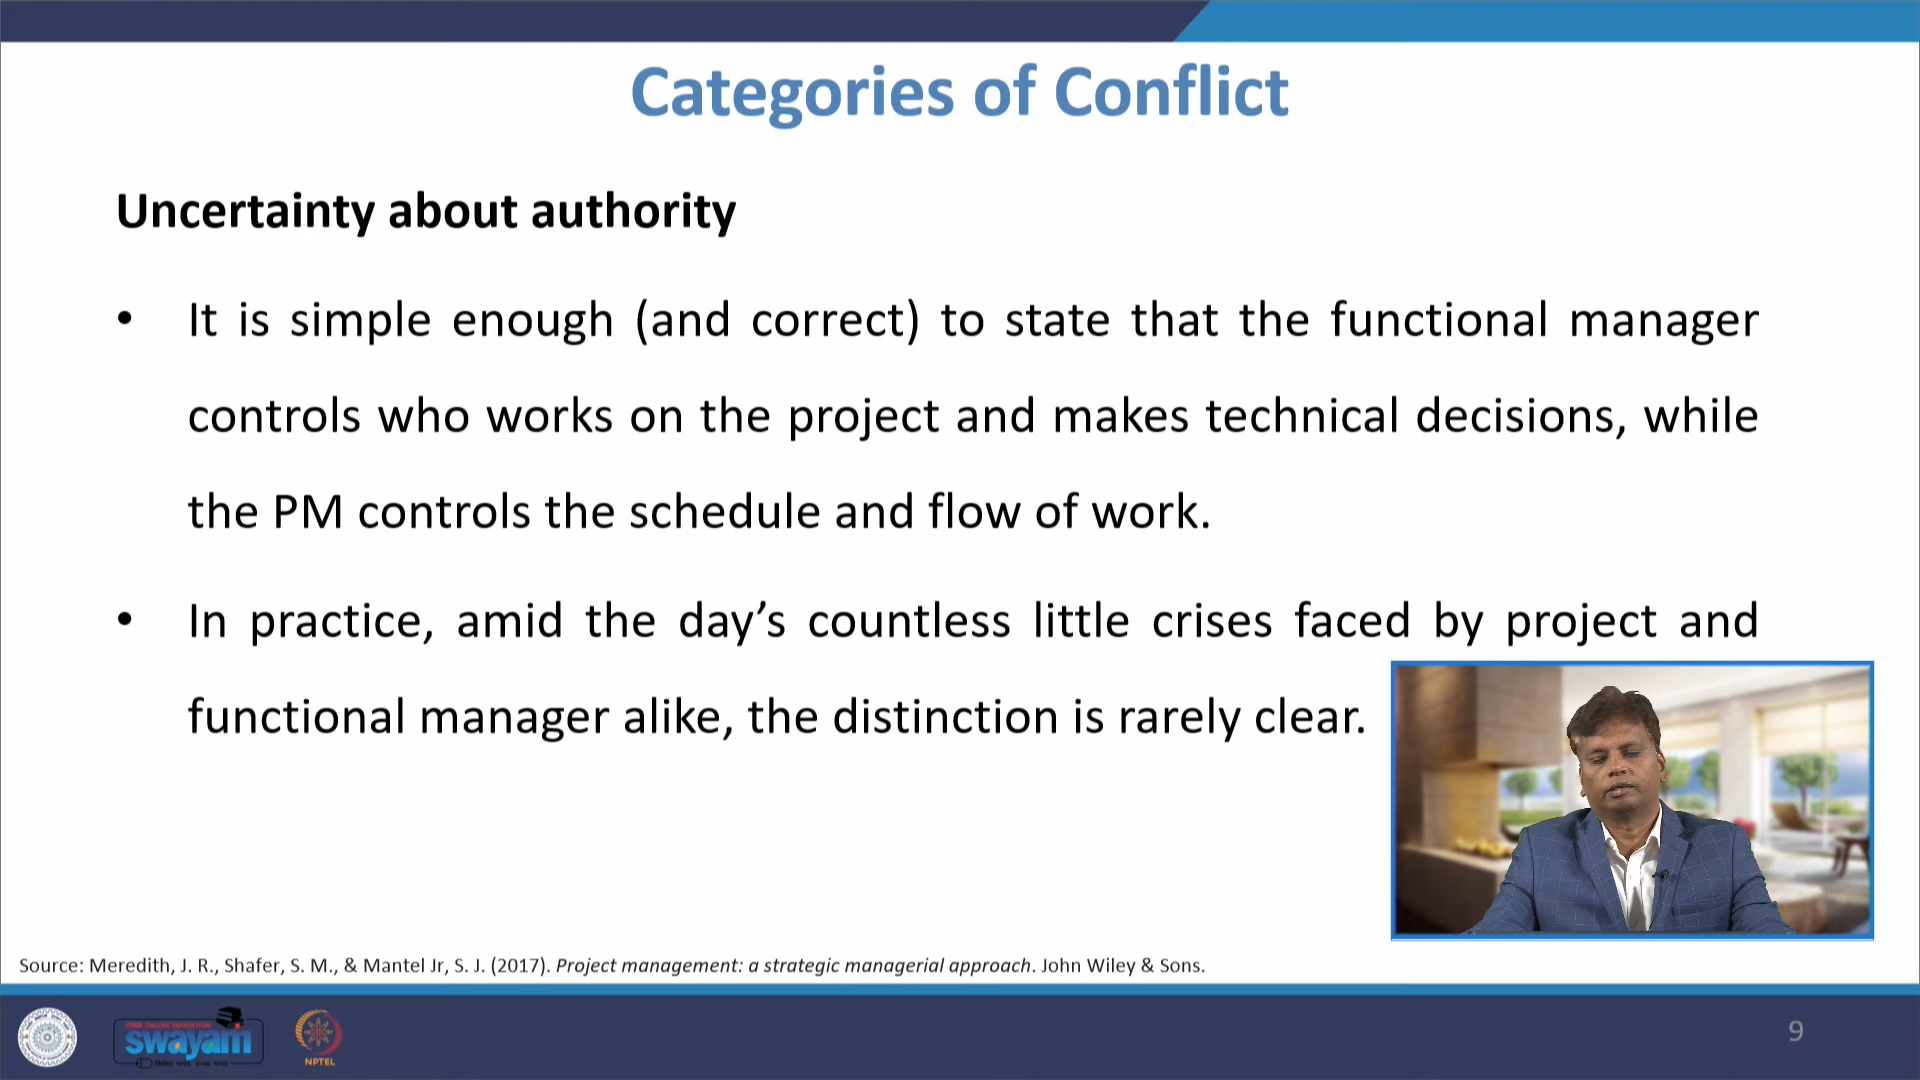 Categories of Conflict
Uncertainty about authority
• It is simple enough (and correct) to state that the functional manager
controls who works on the project and makes technical decisions, while
the PM controls the schedule and flow of work.
• In practice, amid the day’s countless little crises faced by project and
functional manager alike, the distinction is rarely clear.
Source: Meredith, J. R., Shafer, S. M., & Mantel Jr, S. J. (2017). Project management: a strategic managerial approach. John Wiley & Sons.
FREE ONLINE EDUCATION
swayam
NPTEL
9